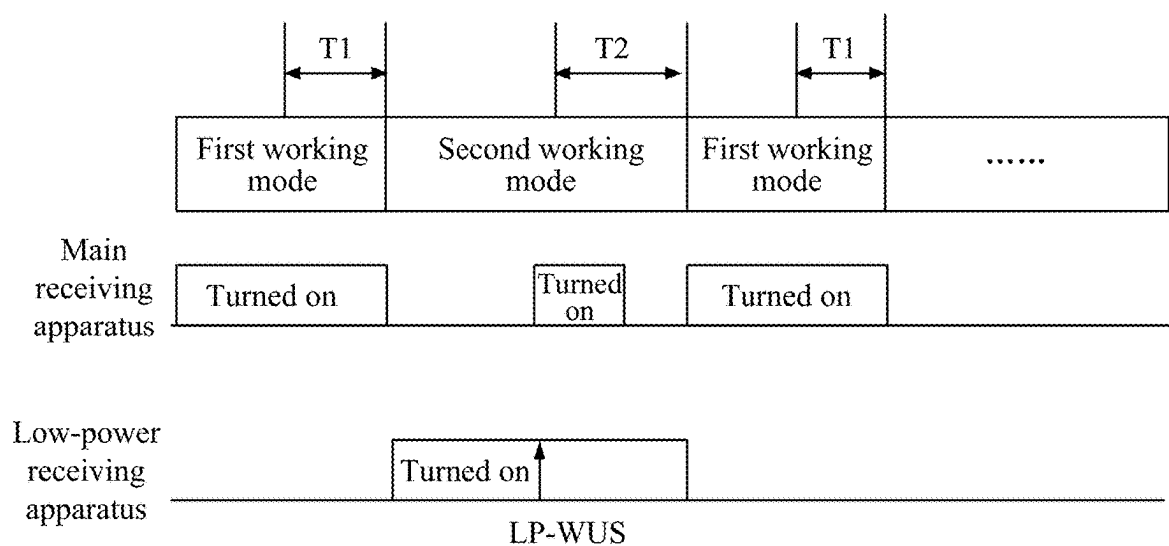 T1
T2
T1
First working
mode
Second working
mode
First working
mode
......
Main
receiving
apparatus
Turned on
Turned
on
Turned on
Low-power
receiving
apparatus
Turned on
LP-WUS